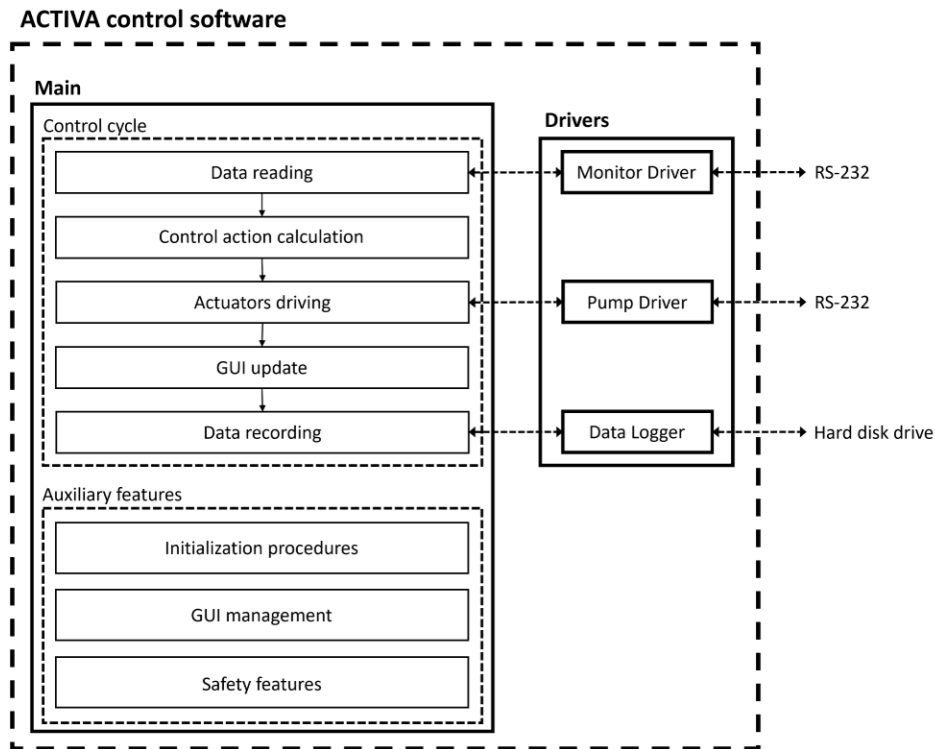 ACTIVA control software
Main
Control cycle
Data reading
Control action calculation
Actuators driving
GUI update
Data recording
Auxiliary features
Initialization procedures
GUI management
Safety features
Drivers
Monitor Driver
Pump Driver
Data Logger
RS-232
RS-232
Hard disk drive